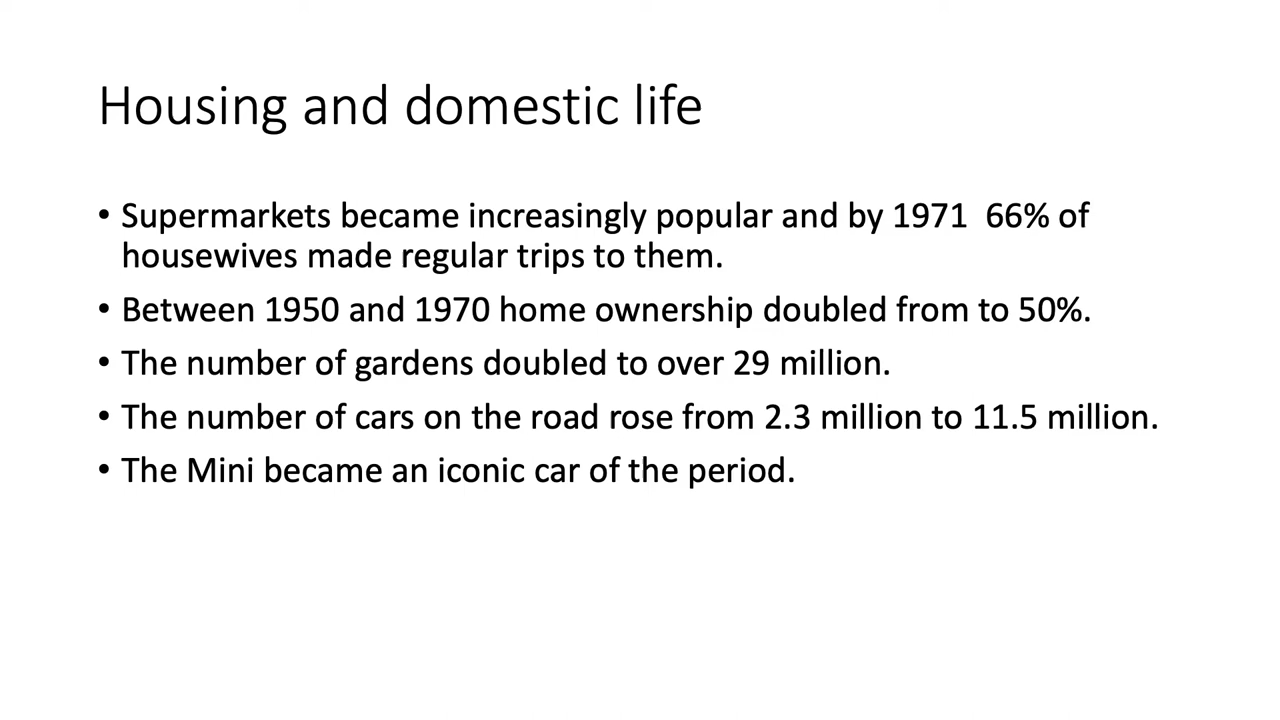 Housing and domestic life
• Supermarkets became increasingly popular and by 1971  66% of
housewives made regular trips to them.
• Between 1950 and 1970 home ownership doubled from to 50%.
• The number of gardens doubled to over 29 million.
• The number of cars on the road rose from 2.3 million to 11.5 million.
• The Mini became an iconic car of the period.